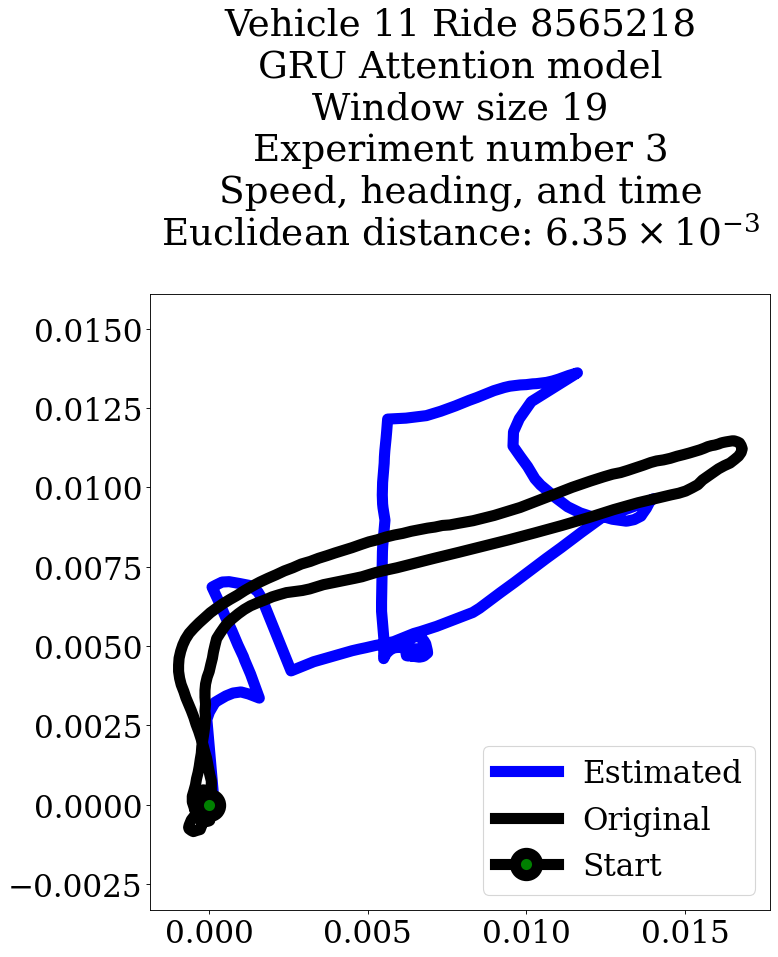 Vehicle 11 Ride 8565218
GRU Attention model
Window size 19
Experiment number 3
Speed, heading, and time
Euclidean distance: 6.35 × 10⁻³
0.0150
0.0125
0.0100
0.0075
0.0050
0.0025
0.0000
−0.0025
Estimated
Original
Start
0.000 0.005 0.010 0.015